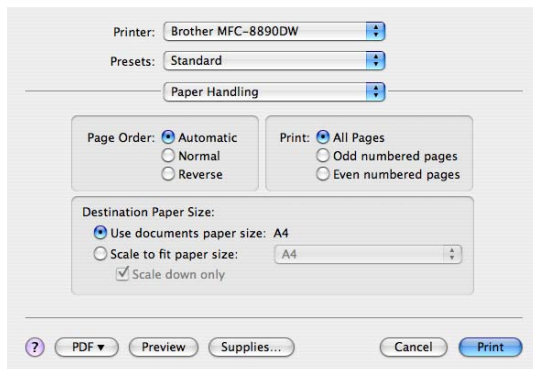 Printer: Brother MFC-8890DW
Presets: Standard
Paper Handling
Page Order: Automatic
Normal
Reverse
Print: All Pages
Odd numbered pages
Even numbered pages
Destination Paper Size:
Use documents paper size: A4
Scale to fit paper size: A4
Scale down only
? PDF▼ Preview Supplies... Cancel Print